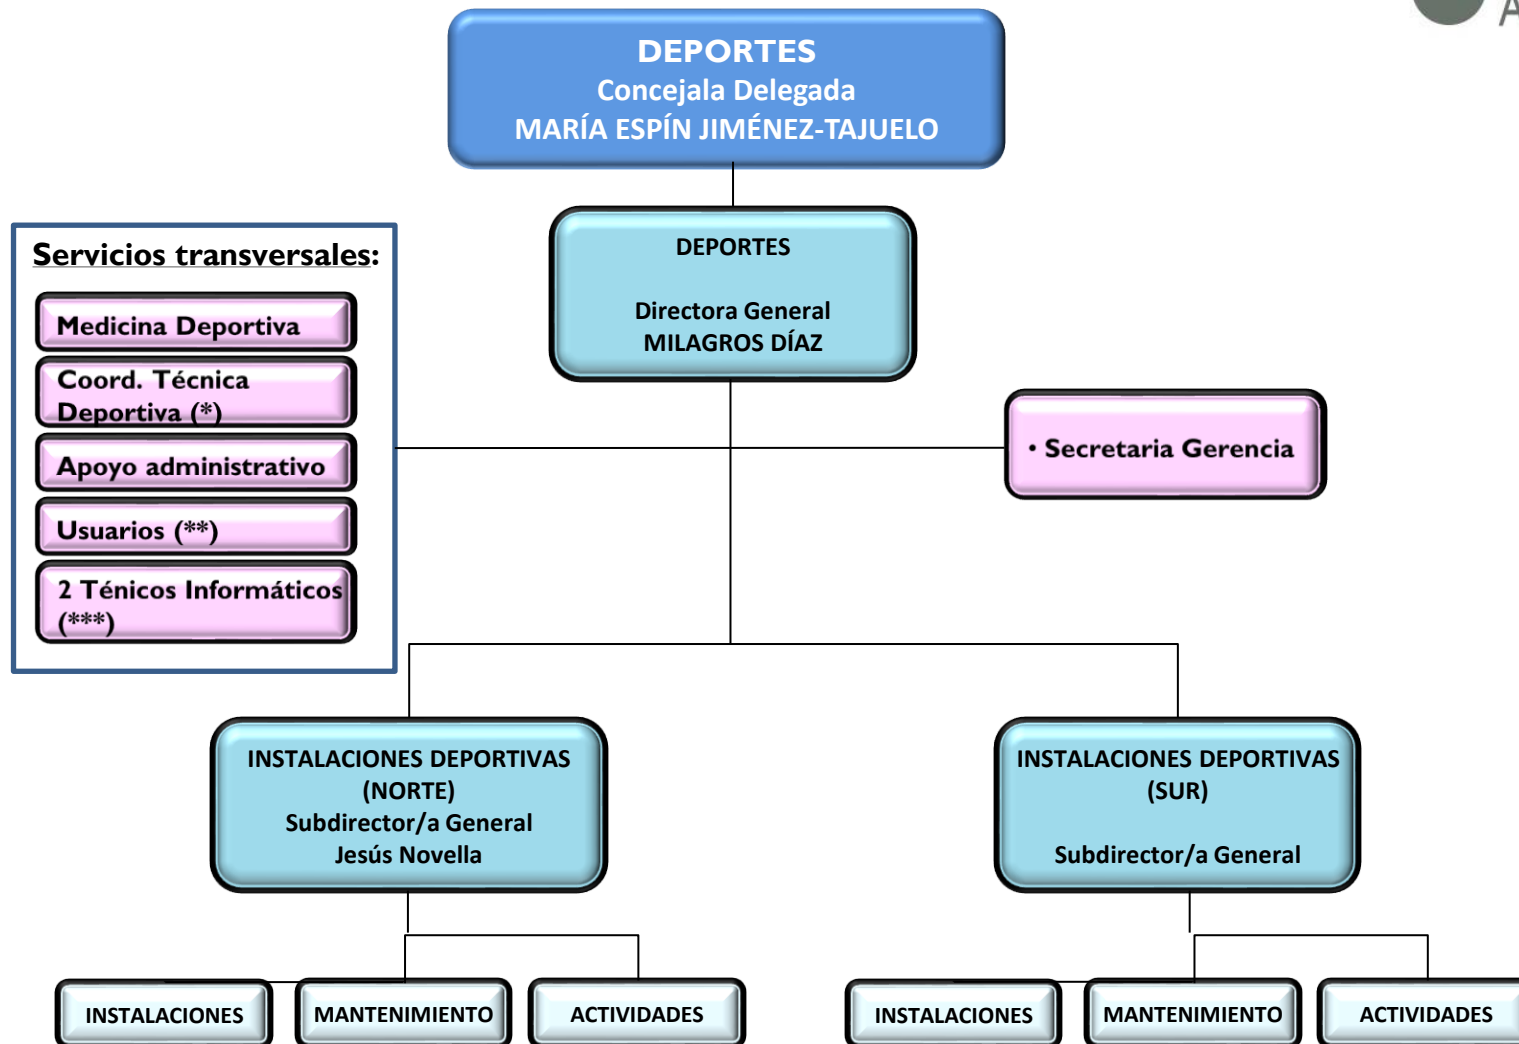 A
DEPORTES
Concejala Delegada
MARÍA ESPÍN JIMÉNEZ-TAJUELO
DEPORTES
Directora General
MILAGROS DÍAZ
Servicios transversales:
Medicina Deportiva
Coord. Técnica
Deportiva (*)
Apoyo administrativo
Usuarios (**)
2 Ténicos Informáticos
(***)
• Secretaria Gerencia
INSTALACIONES DEPORTIVAS
(NORTE)
Subdirector/a General
Jesús Novella
INSTALACIONES DEPORTIVAS
(SUR)
Subdirector/a General
INSTALACIONES
MANTENIMIENTO
ACTIVIDADES
INSTALACIONES
MANTENIMIENTO
ACTIVIDADES